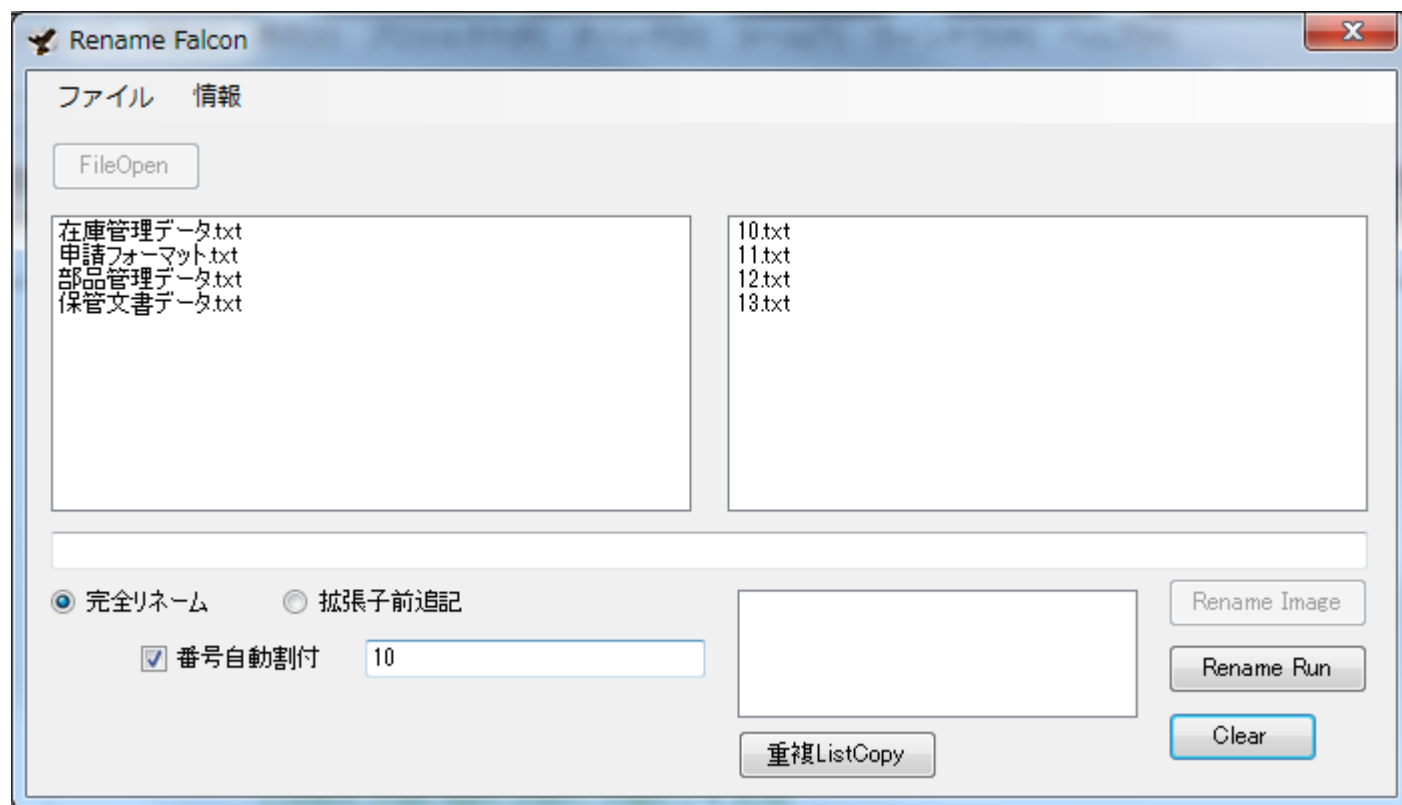 Rename Falcon
ファイル 情報
FileOpen
在庫管理データ.txt
申請フォーマット.txt
部品管理データ.txt
保管文書データ.txt
10.txt
11.txt
12.txt
13.txt
完全リネーム 拡張子前追記
番号自動割付 10
Rename Image
Rename Run
Clear
重複ListCopy